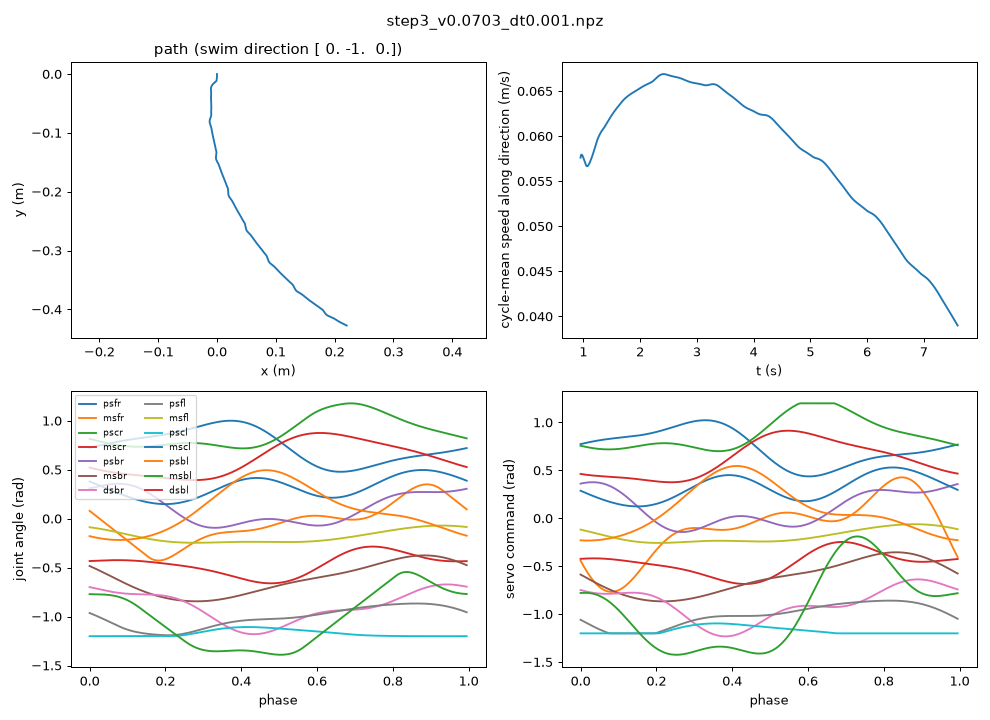 step3_v0.0703_dt0.001.npz
path (swim direction [ 0. -1.  0.])
0.0
−0.1
−0.2
−0.3
−0.4
y (m)
−0.2
−0.1
0.0
0.1
0.2
0.3
0.4
x (m)
0.065
0.060
0.055
0.050
0.045
0.040
cycle-mean speed along direction (m/s)
1
2
3
4
5
6
7
t (s)
1.0
0.5
0.0
−0.5
−1.0
−1.5
joint angle (rad)
psfr
msfr
pscr
mscr
psbr
msbr
dsbr
psfl
msfl
pscl
mscl
psbl
msbl
dsbl
0.0
0.2
0.4
0.6
0.8
1.0
phase
1.0
0.5
0.0
−0.5
−1.0
−1.5
servo command (rad)
0.0
0.2
0.4
0.6
0.8
1.0
phase